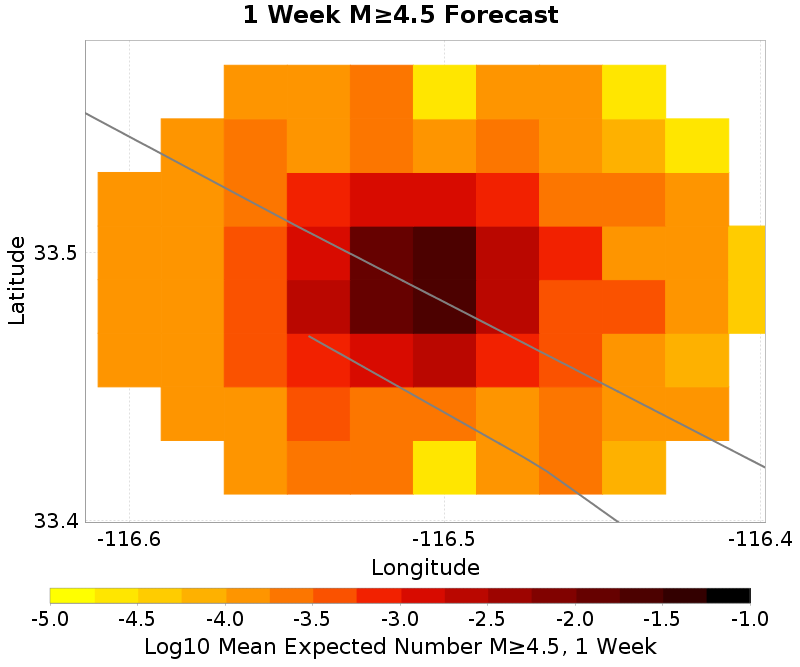 1 Week M≥4.5 Forecast
Latitude
33.5
33.4
-116.6 -116.5 -116.4
Longitude
-5.0 -4.5 -4.0 -3.5 -3.0 -2.5 -2.0 -1.5 -1.0
Log10 Mean Expected Number M≥4.5, 1 Week